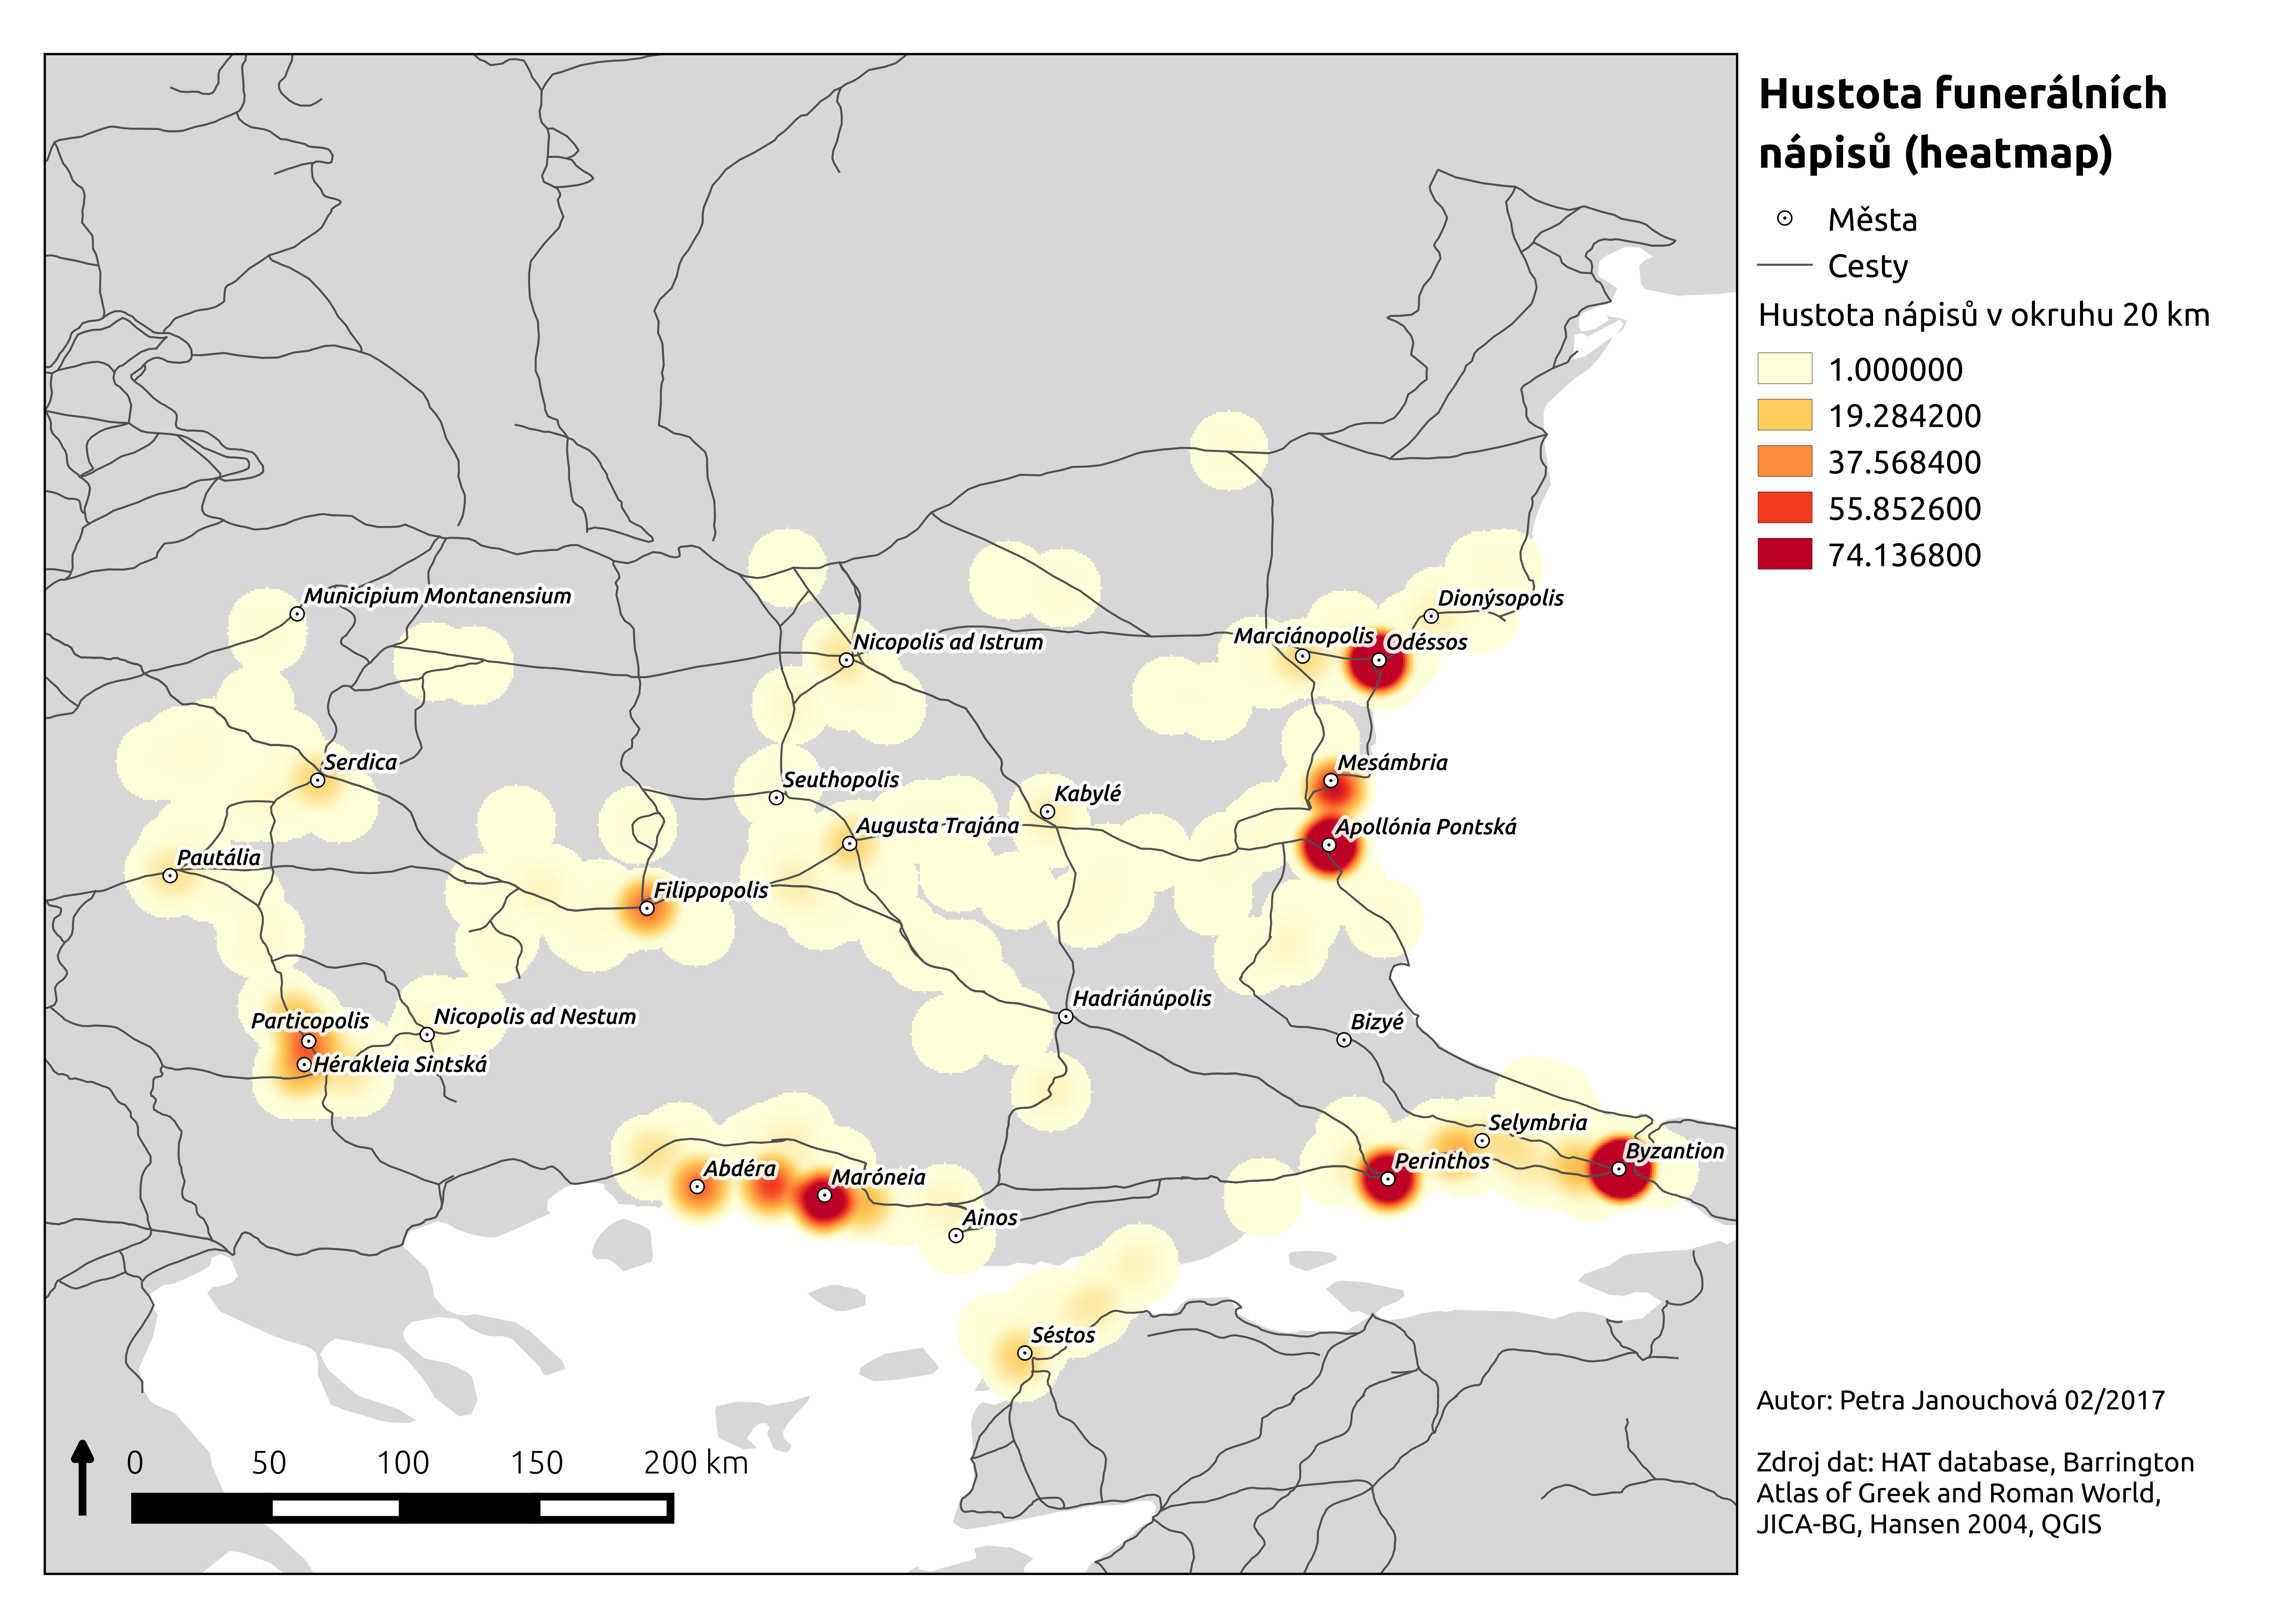 Hustota funerálních
nápisů (heatmap)
Města
Cesty
Hustota nápisů v okruhu 20 km
1.000000
19.284200
37.568400
55.852600
74.136800
Municipium Montanensium
Dionýsopolis
Nicopolis ad Istrum
Marciánopolis
Odéssos
Serdica
Mesámbria
Seuthopolis
Kabylé
Augusta Trajána
Apollónia Pontská
Pautália
Filippopolis
Hadriánúpolis
Particopolis
Nicopolis ad Nestum
Bizyé
Hérakleia Sintská
Selymbria
Byzantion
Abdéra
Perinthos
Maróneia
Ainos
Séstos
0 50 100 150 200 km
Autor: Petra Janouchová 02/2017
Zdroj dat: HAT database, Barrington
Atlas of Greek and Roman World,
JICA-BG, Hansen 2004, QGIS